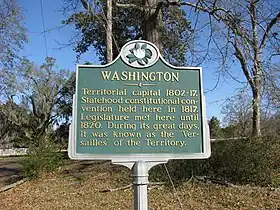 WASHINGTON
Territorial capital 1802-17.
Statehood constitutional con-
vention held here in 1817.
Legislature met here until
1820. During its great days,
it was known as the Ver-
sailles of the Territory.